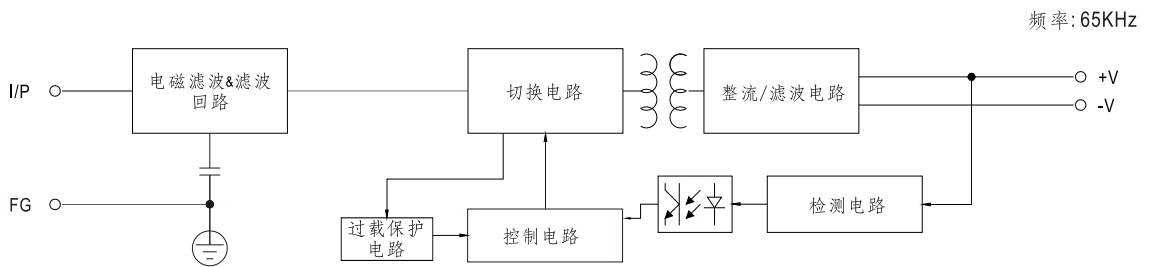 频率: 65KHz
I/P
电磁滤波&滤波
回路
切换电路
整流/滤波电路
+V
-V
FG
过载保护
电路
控制电路
检测电路